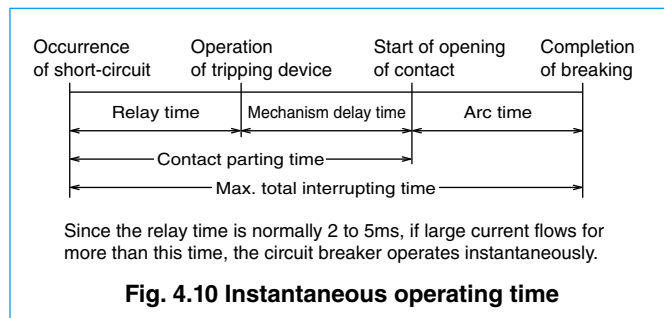 Occurrence
of short-circuit
Operation
of tripping device
Start of opening
of contact
Completion
of breaking
Relay time
Mechanism delay time
Arc time
Contact parting time
Max. total interrupting time
Since the relay time is normally 2 to 5ms, if large current flows for
more than this time, the circuit breaker operates instantaneously.
Fig. 4.10 Instantaneous operating time